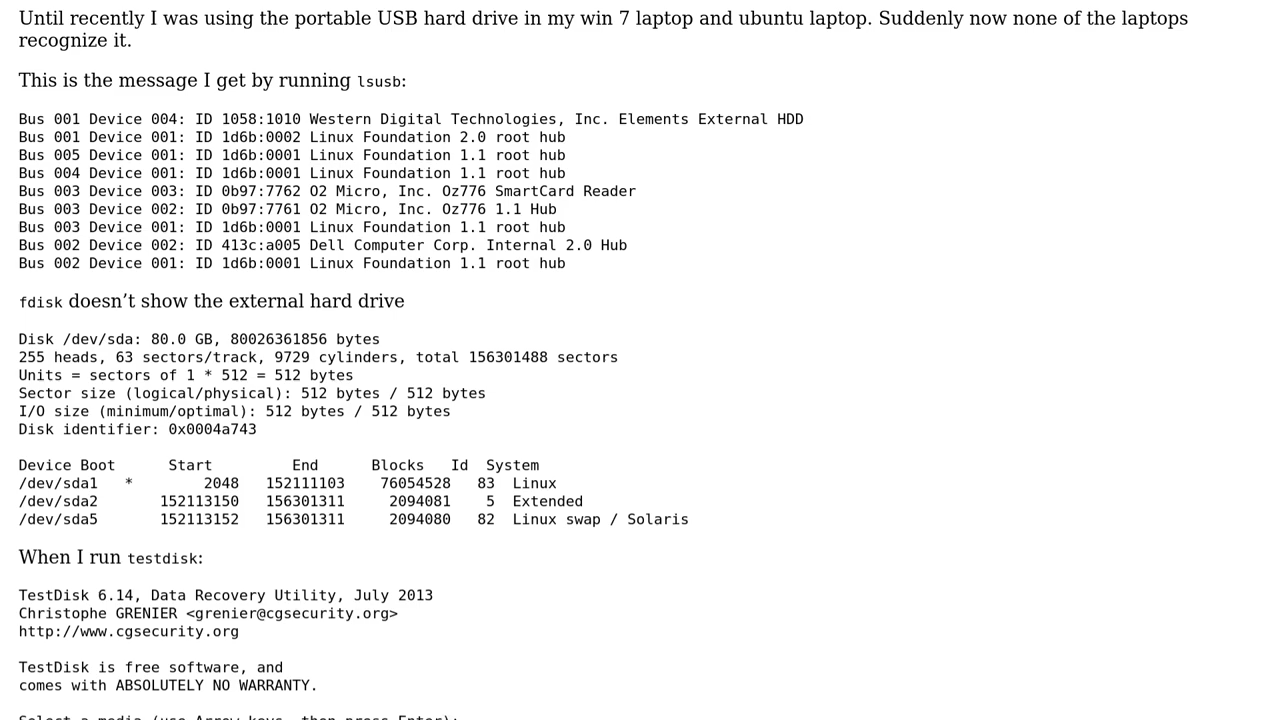 Until recently I was using the portable USB hard drive in my win 7 laptop and ubuntu laptop. Suddenly now none of the laptops
recognize it.
This is the message I get by running lsusb:
Bus 001 Device 004: ID 1058:1010 Western Digital Technologies, Inc. Elements External HDD
Bus 001 Device 001: ID 1d6b:0002 Linux Foundation 2.0 root hub
Bus 005 Device 001: ID 1d6b:0001 Linux Foundation 1.1 root hub
Bus 004 Device 001: ID 1d6b:0001 Linux Foundation 1.1 root hub
Bus 003 Device 003: ID 0b97:7762 O2 Micro, Inc. Oz776 SmartCard Reader
Bus 003 Device 002: ID 0b97:7761 O2 Micro, Inc. Oz776 1.1 Hub
Bus 003 Device 001: ID 1d6b:0001 Linux Foundation 1.1 root hub
Bus 002 Device 002: ID 413c:a005 Dell Computer Corp. Internal 2.0 Hub
Bus 002 Device 001: ID 1d6b:0001 Linux Foundation 1.1 root hub
fdisk doesn’t show the external hard drive
Disk /dev/sda: 80.0 GB, 80026361856 bytes
255 heads, 63 sectors/track, 9729 cylinders, total 156301488 sectors
Units = sectors of 1 * 512 = 512 bytes
Sector size (logical/physical): 512 bytes / 512 bytes
I/O size (minimum/optimal): 512 bytes / 512 bytes
Disk identifier: 0x0004a743
Device Boot      Start         End      Blocks   Id  System
/dev/sda1   *        2048   152111103    76054528   83  Linux
/dev/sda2       152113150   156301311     2094081    5  Extended
/dev/sda5       152113152   156301311     2094080   82  Linux swap / Solaris
When I run testdisk:
TestDisk 6.14, Data Recovery Utility, July 2013
Christophe GRENIER <grenier@cgsecurity.org>
http://www.cgsecurity.org
TestDisk is free software, and
comes with ABSOLUTELY NO WARRANTY.
Select a media (use Arrow keys, then press Enter):